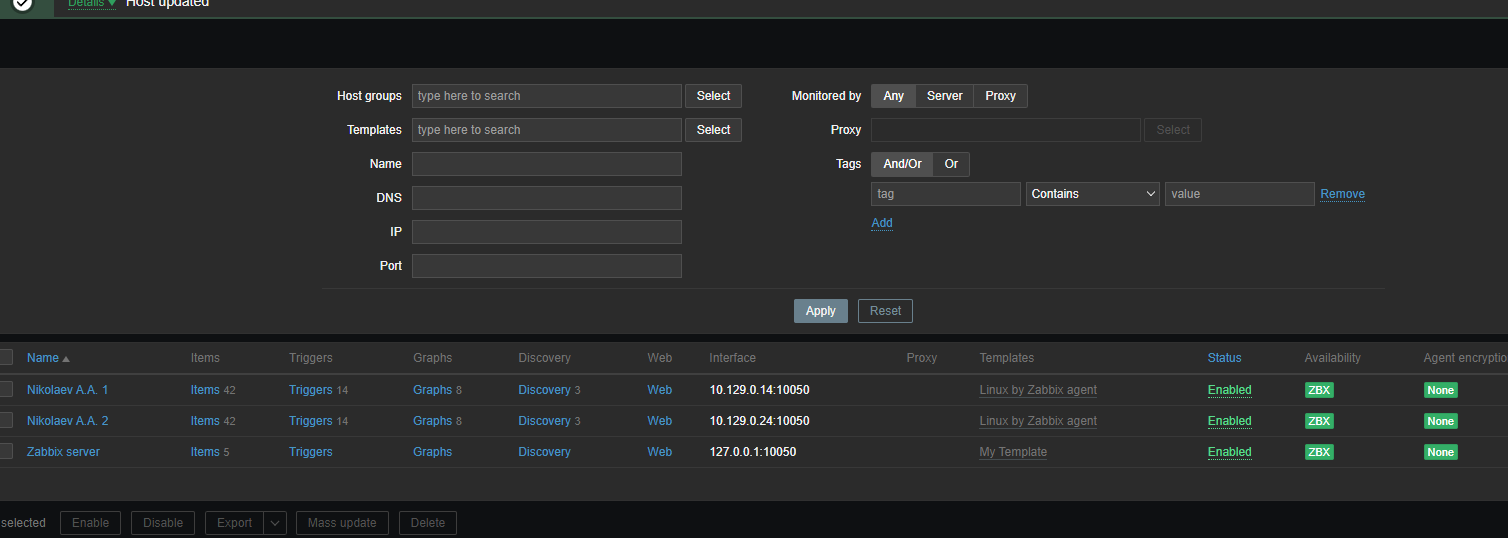 Details Host updated
Host groups type here to search Select Monitored by Any Server Proxy
Templates type here to search Select Proxy Select
Name Tags And/Or Or
DNS tag Contains value Remove
IP Add
Port
Apply Reset
Name Items Triggers Graphs Discovery Web Interface Proxy Templates Status Availability Agent encryptio
Nikolaev A.A. 1 Items 42 Triggers 14 Graphs 8 Discovery 3 Web 10.129.0.14:10050 Linux by Zabbix agent Enabled ZBX None
Nikolaev A.A. 2 Items 42 Triggers 14 Graphs 8 Discovery 3 Web 10.129.0.24:10050 Linux by Zabbix agent Enabled ZBX None
Zabbix server Items 5 Triggers Graphs Discovery Web 127.0.0.1:10050 My Template Enabled ZBX None
selected Enable Disable Export Mass update Delete